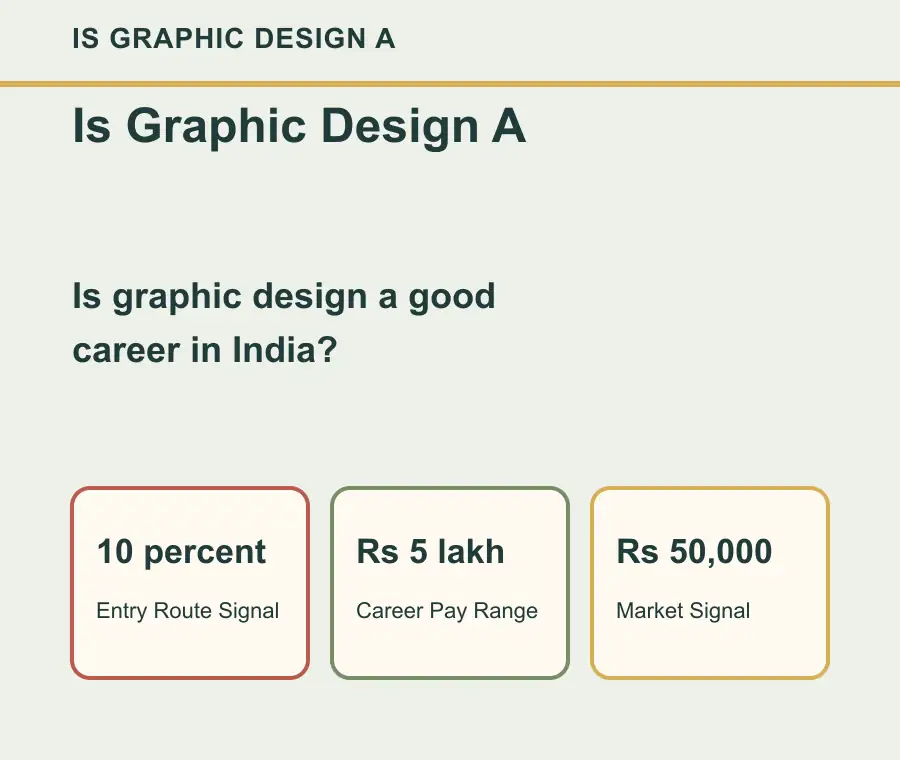 IS GRAPHIC DESIGN A
Is Graphic Design A
Is graphic design a good
career in India?
10 percent
Entry Route Signal
Rs 5 lakh
Career Pay Range
Rs 50,000
Market Signal